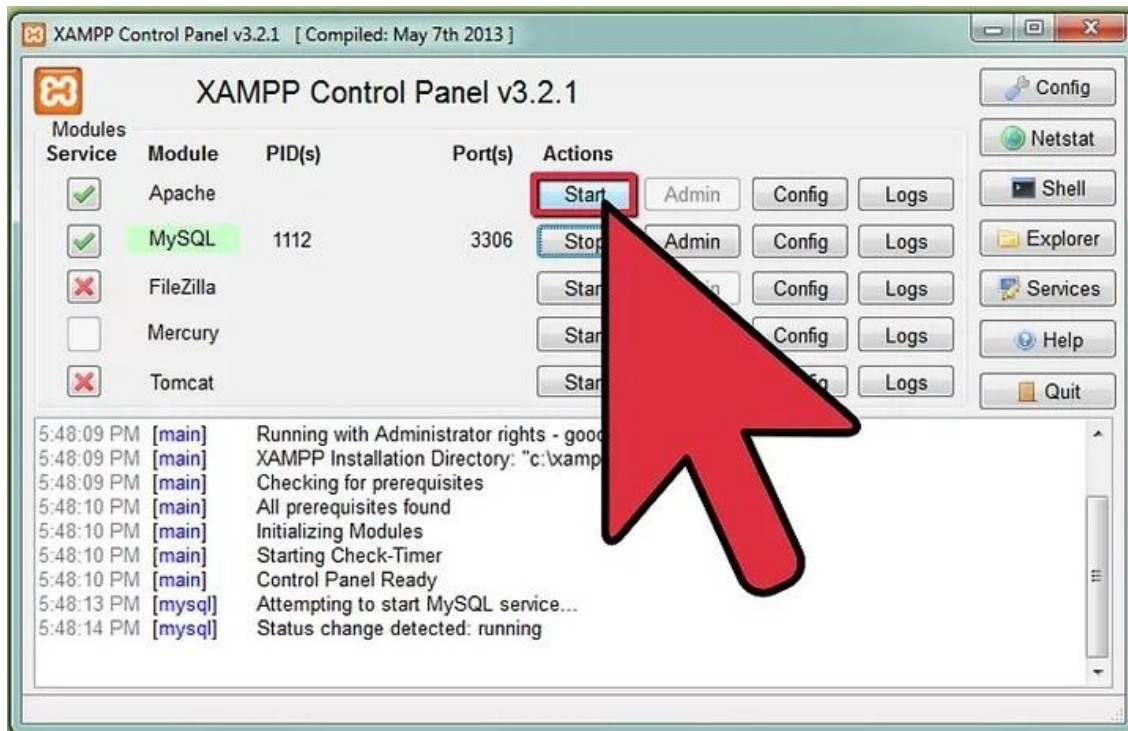 XAMPP Control Panel v3.2.1 [ Compiled: May 7th 2013 ]
XAMPP Control Panel v3.2.1
Config
Modules
Netstat
Service Module PID(s) Port(s) Actions
Apache Start Admin Config Logs Shell
MySQL 1112 3306 Stop Admin Config Logs Explorer
FileZilla Config Logs Services
Mercury Config Logs Help
Tomcat Logs Quit
5:48:09 PM [main] Running with Administrator rights -
5:48:09 PM [main] XAMPP Installation Directory:
5:48:09 PM [main] Checking for prerequisites
5:48:10 PM [main] All prerequisites found
5:48:10 PM [main] Initializing Modules
5:48:10 PM [main] Starting Check-Timer
5:48:10 PM [main] Control Panel Ready
5:48:13 PM [mysql] Attempting to start MySQL service...
5:48:14 PM [mysql] Status change detected: running